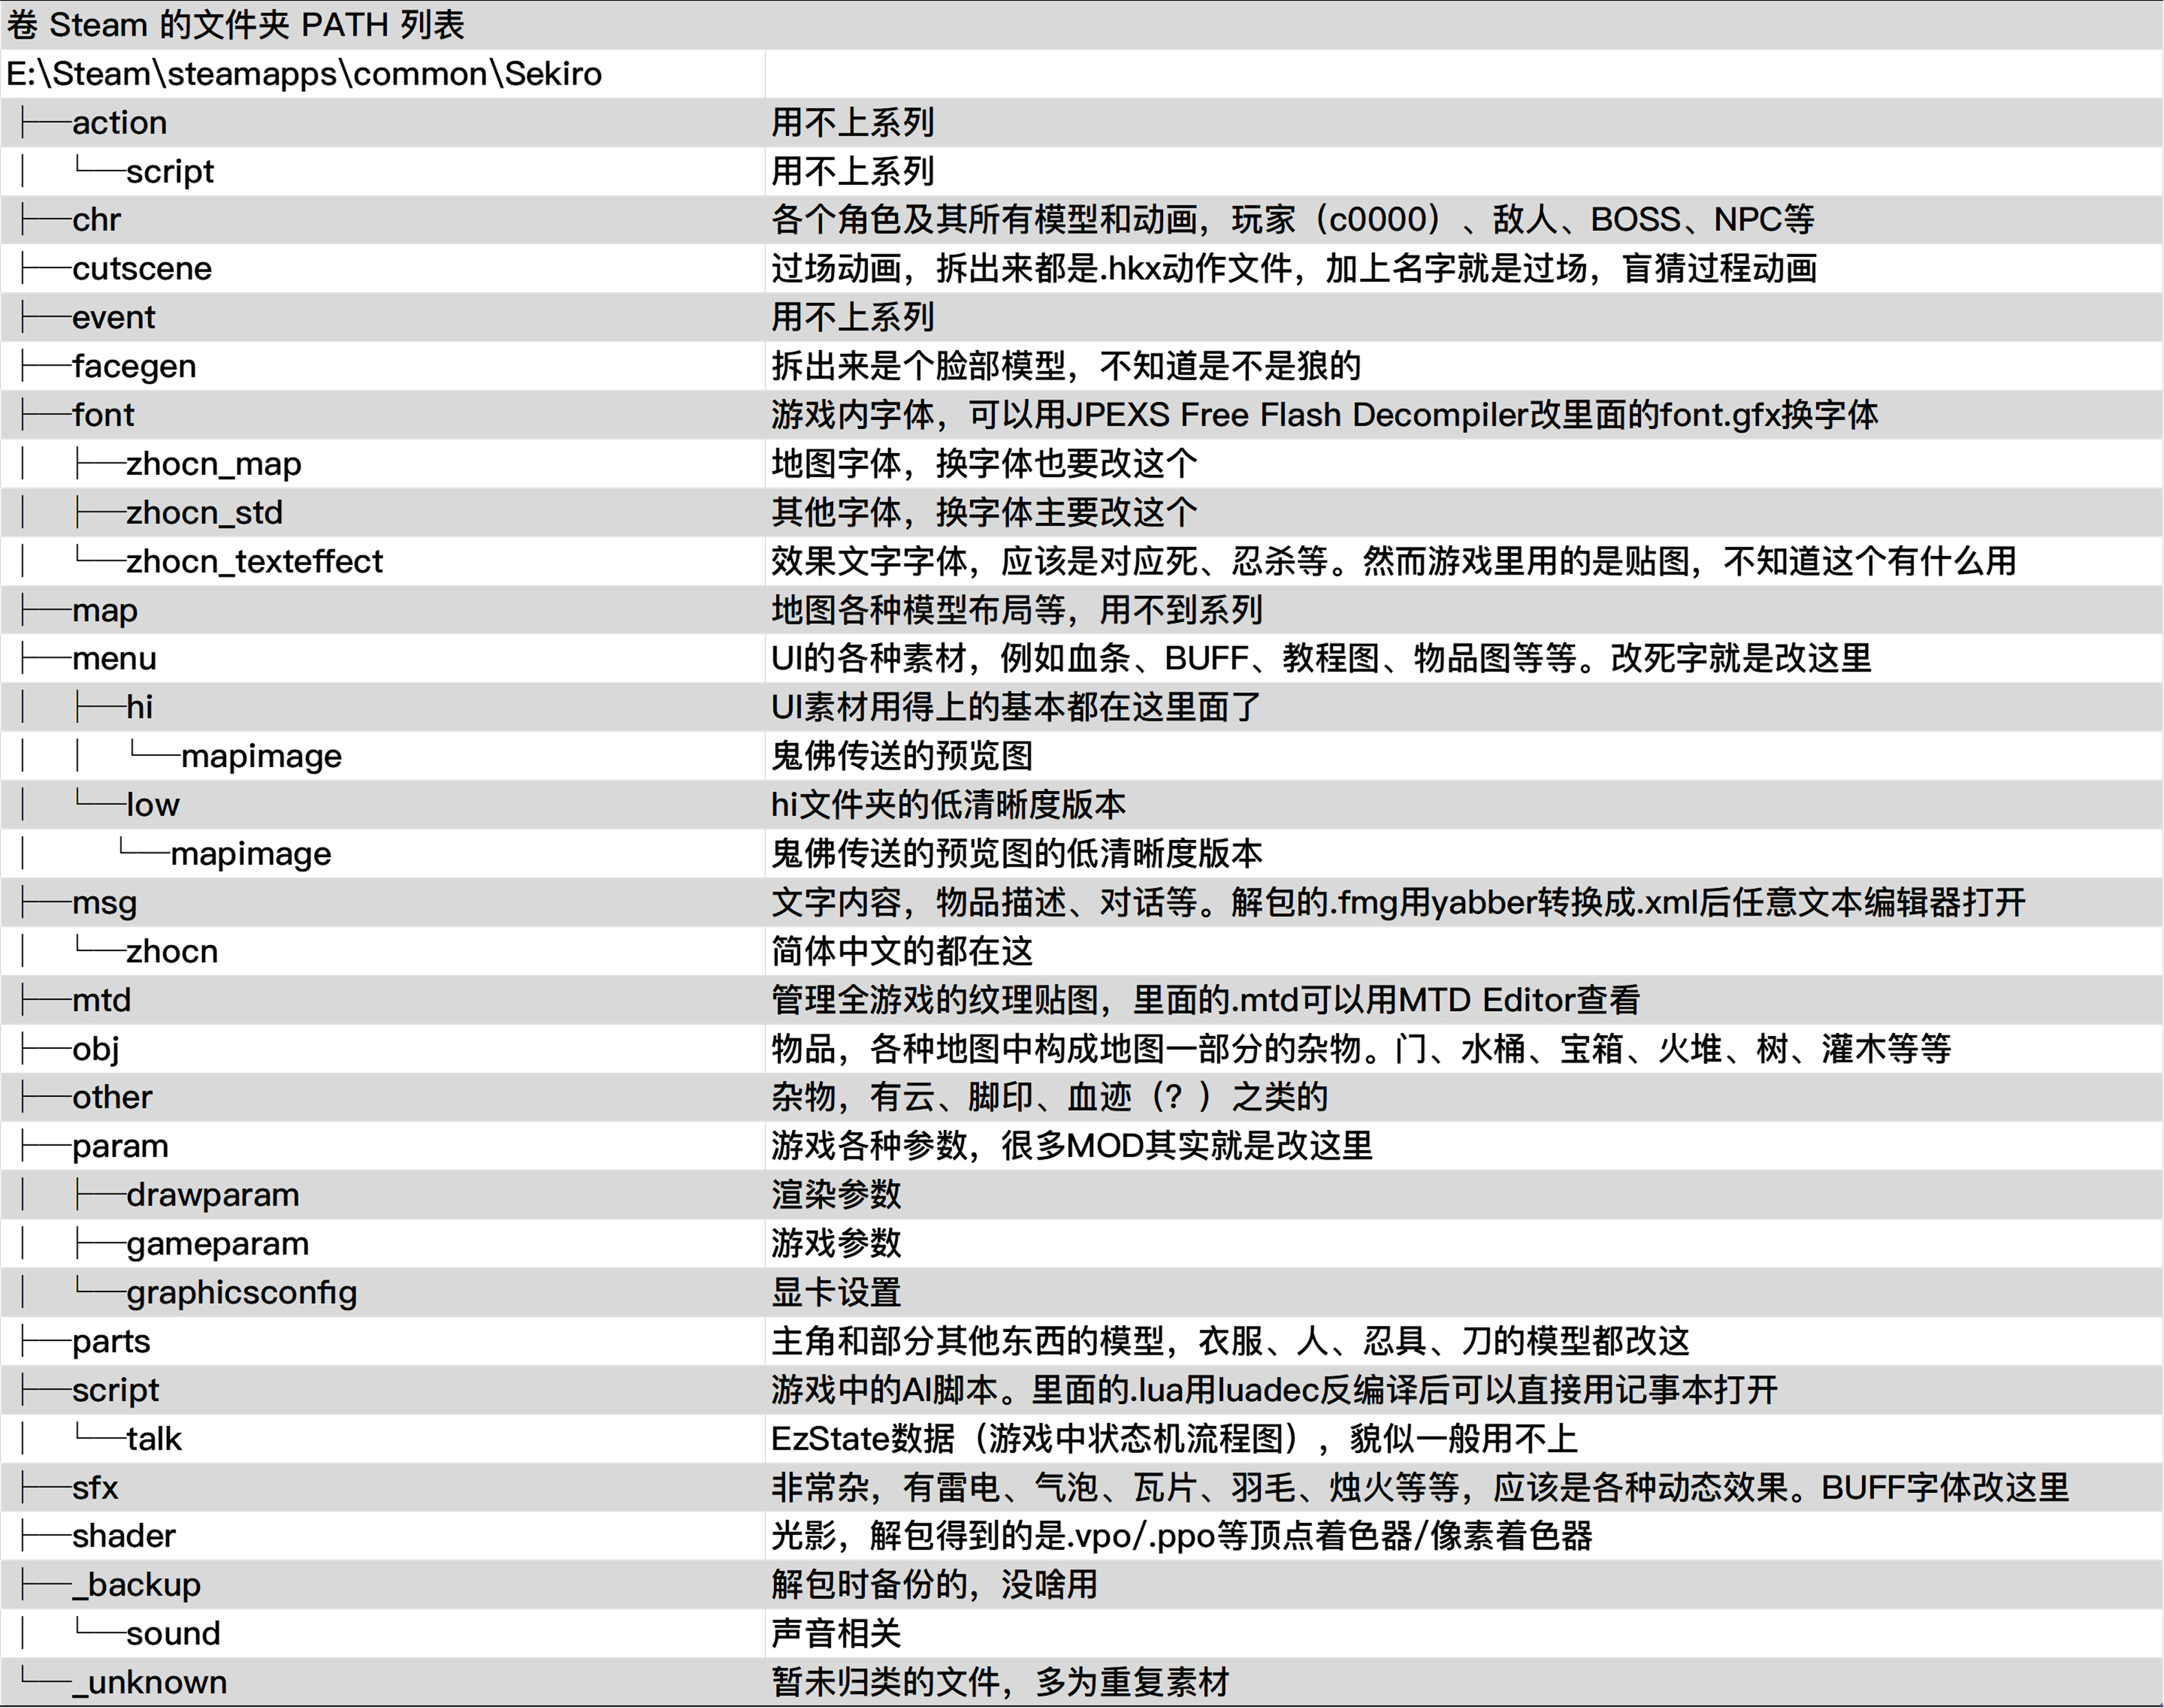 卷 Steam 的文件夹 PATH 列表
E:\Steam\steamapps\common\Sekiro
├──action 用不上系列
│ └──script 用不上系列
├──chr 各个角色及其所有模型和动画，玩家（c0000）、敌人、BOSS、NPC等
├──cutscene 过场动画，拆出来都是.hkx动作文件，加上名字就是过场，盲猜过程动画
├──event 用不上系列
├──facegen 拆出来是个脸部模型，不知道是不是狼的
├──font 游戏内字体，可以用JPEXS Free Flash Decompiler改里面的font.gfx换字体
│ ├──zhocn_map 地图字体，换字体也要改这个
│ ├──zhocn_std 其他字体，换字体主要改这个
│ └──zhocn_texteffect 效果文字字体，应该是对应死、忍杀等。然而游戏里用的是贴图，不知道这个有什么用
├──map 地图各种模型布局等，用不到系列
├──menu UI的各种素材，例如血条、BUFF、教程图、物品图等等。改死字就是改这里
│ ├──hi UI素材用得上的基本都在这里面了
│ │ └──mapimage 鬼佛传送的预览图
│ └──low hi文件夹的低清晰度版本
│ └──mapimage 鬼佛传送的预览图的低清晰度版本
├──msg 文字内容，物品描述、对话等。解包的.fmg用yabber转换成.xml后任意文本编辑器打开
│ └──zhocn 简体中文的都在这
├──mtd 管理全游戏的纹理贴图，里面的.mtd可以用MTD Editor查看
├──obj 物品，各种地图中构成地图一部分的杂物。门、水桶、宝箱、火堆、树、灌木等等
├──other 杂物，有云、脚印、血迹（？）之类的
├──param 游戏各种参数，很多MOD其实就是改这里
│ ├──drawparam 渲染参数
│ ├──gameparam 游戏参数
│ └──graphicsconfig 显卡设置
├──parts 主角和部分其他东西的模型，衣服、人、忍具、刀的模型都改这
├──script 游戏中的AI脚本。里面的.lua用luadec反编译后可以直接用记事本打开
│ └──talk EzState数据（游戏中状态机流程图），貌似一般用不上
├──sfx 非常杂，有雷电、气泡、瓦片、羽毛、烛火等等，应该是各种动态效果。BUFF字体改这里
├──shader 光影，解包得到的是.vpo/.ppo等顶点着色器/像素着色器
├──_backup 解包时备份的，没啥用
│ └──sound 声音相关
└──_unknown 暂未归类的文件，多为重复素材